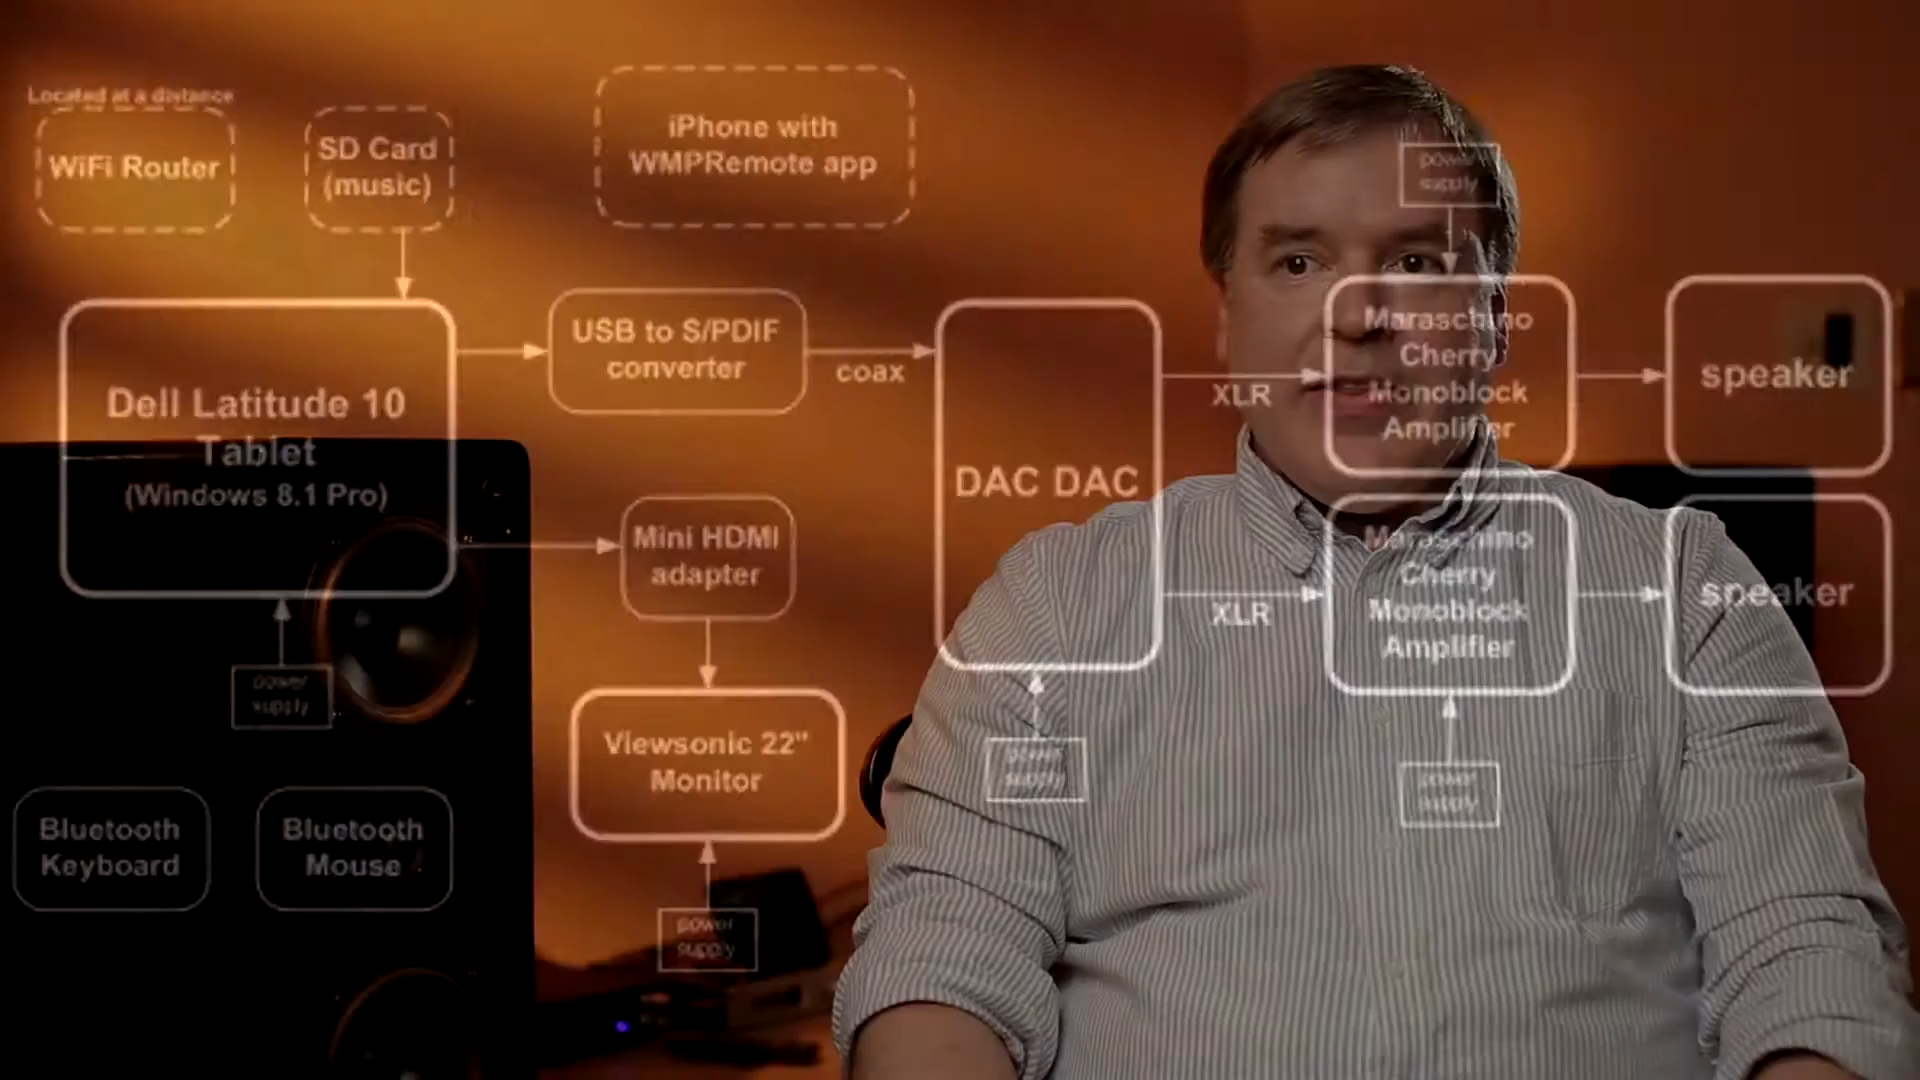 Located at a distance
WiFi Router
SD Card
(music)
iPhone with
WMPRemote app
power
supply
Dell Latitude 10
Tablet
(Windows 8.1 Pro)
USB to S/PDIF
converter
coax
DAC DAC
XLR
Maraschino
Cherry
Monoblock
Amplifier
speaker
Mini HDMI
adapter
XLR
Maraschino
Cherry
Monoblock
Amplifier
speaker
power
supply
Viewsonic 22"
Monitor
power
supply
power
supply
Bluetooth
Keyboard
Bluetooth
Mouse
power
supply